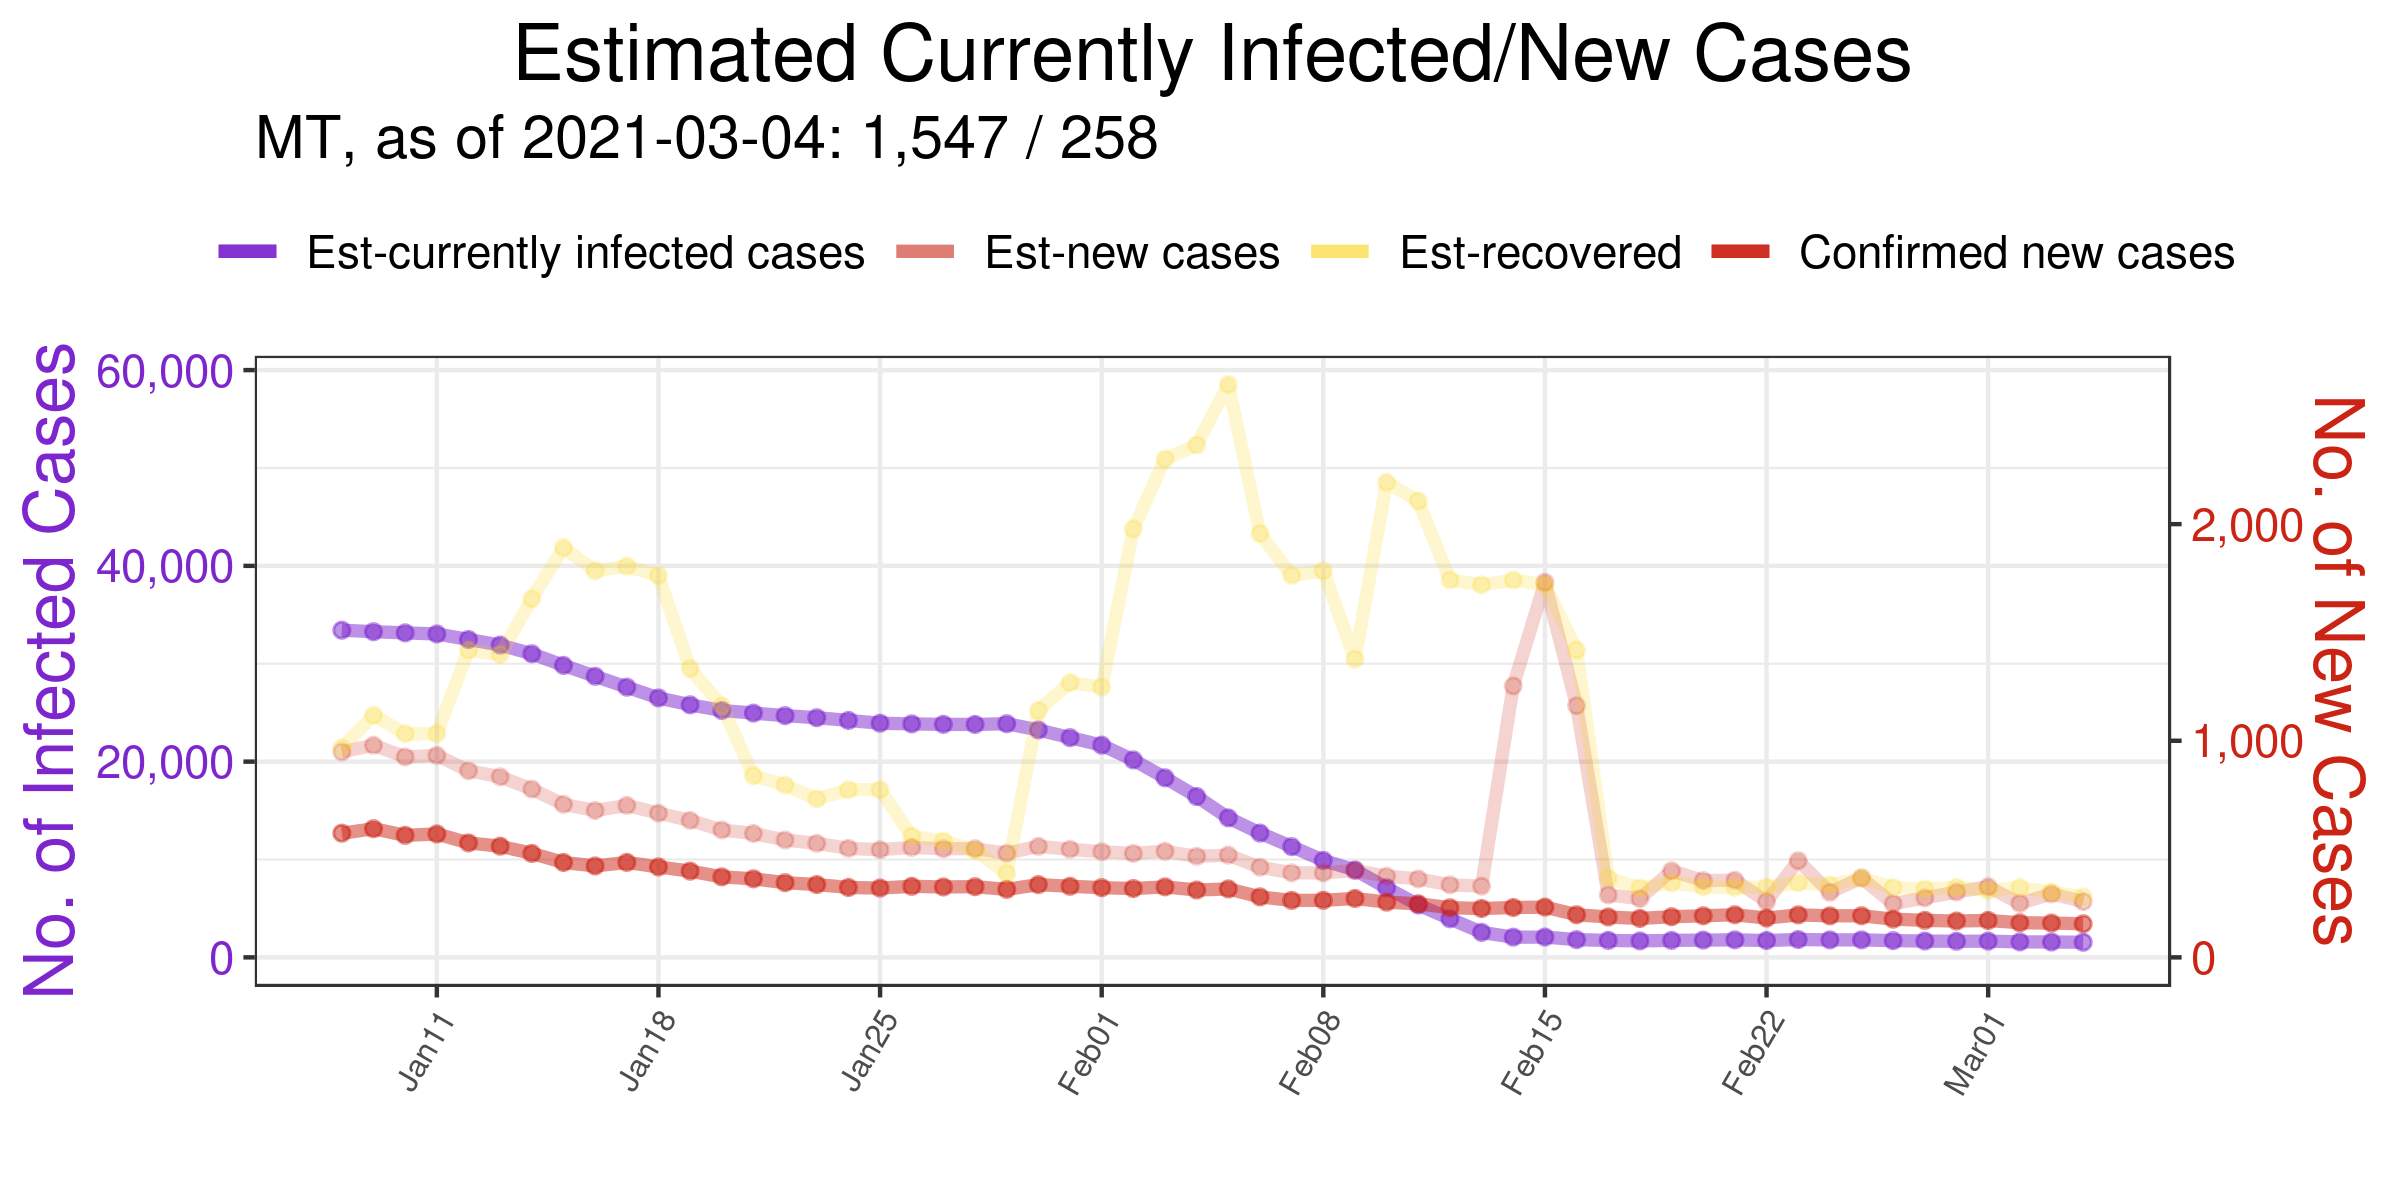 Estimated Currently Infected/New Cases
MT, as of 2021-03-04: 1,547 / 258
Est-currently infected cases
Est-new cases
Est-recovered
Confirmed new cases
No. of Infected Cases
60,000
40,000
20,000
0
2,000
1,000
0
No. of New Cases
Jan11
Jan18
Jan25
Feb01
Feb08
Feb15
Feb22
Mar01